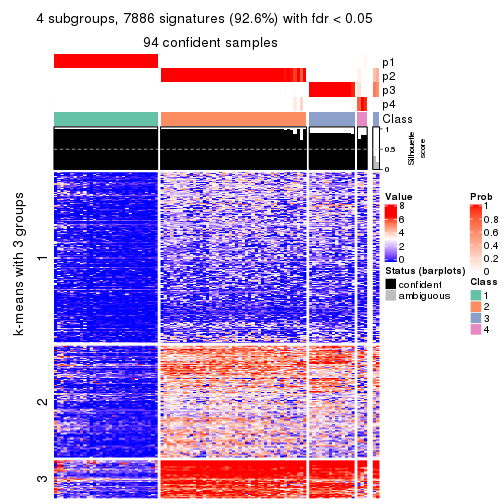 4 subgroups, 7886 signatures (92.6%) with fdr < 0.05
94 confident samples
p1
p2
p3
p4
Class
1
0.5
0
Silhouette
score
k-means with 3 groups
1
2
3
Value
8
6
4
2
0
Status (barplots)
confident
ambiguous
Prob
1
0.8
0.6
0.4
0.2
0
Class
1
2
3
4